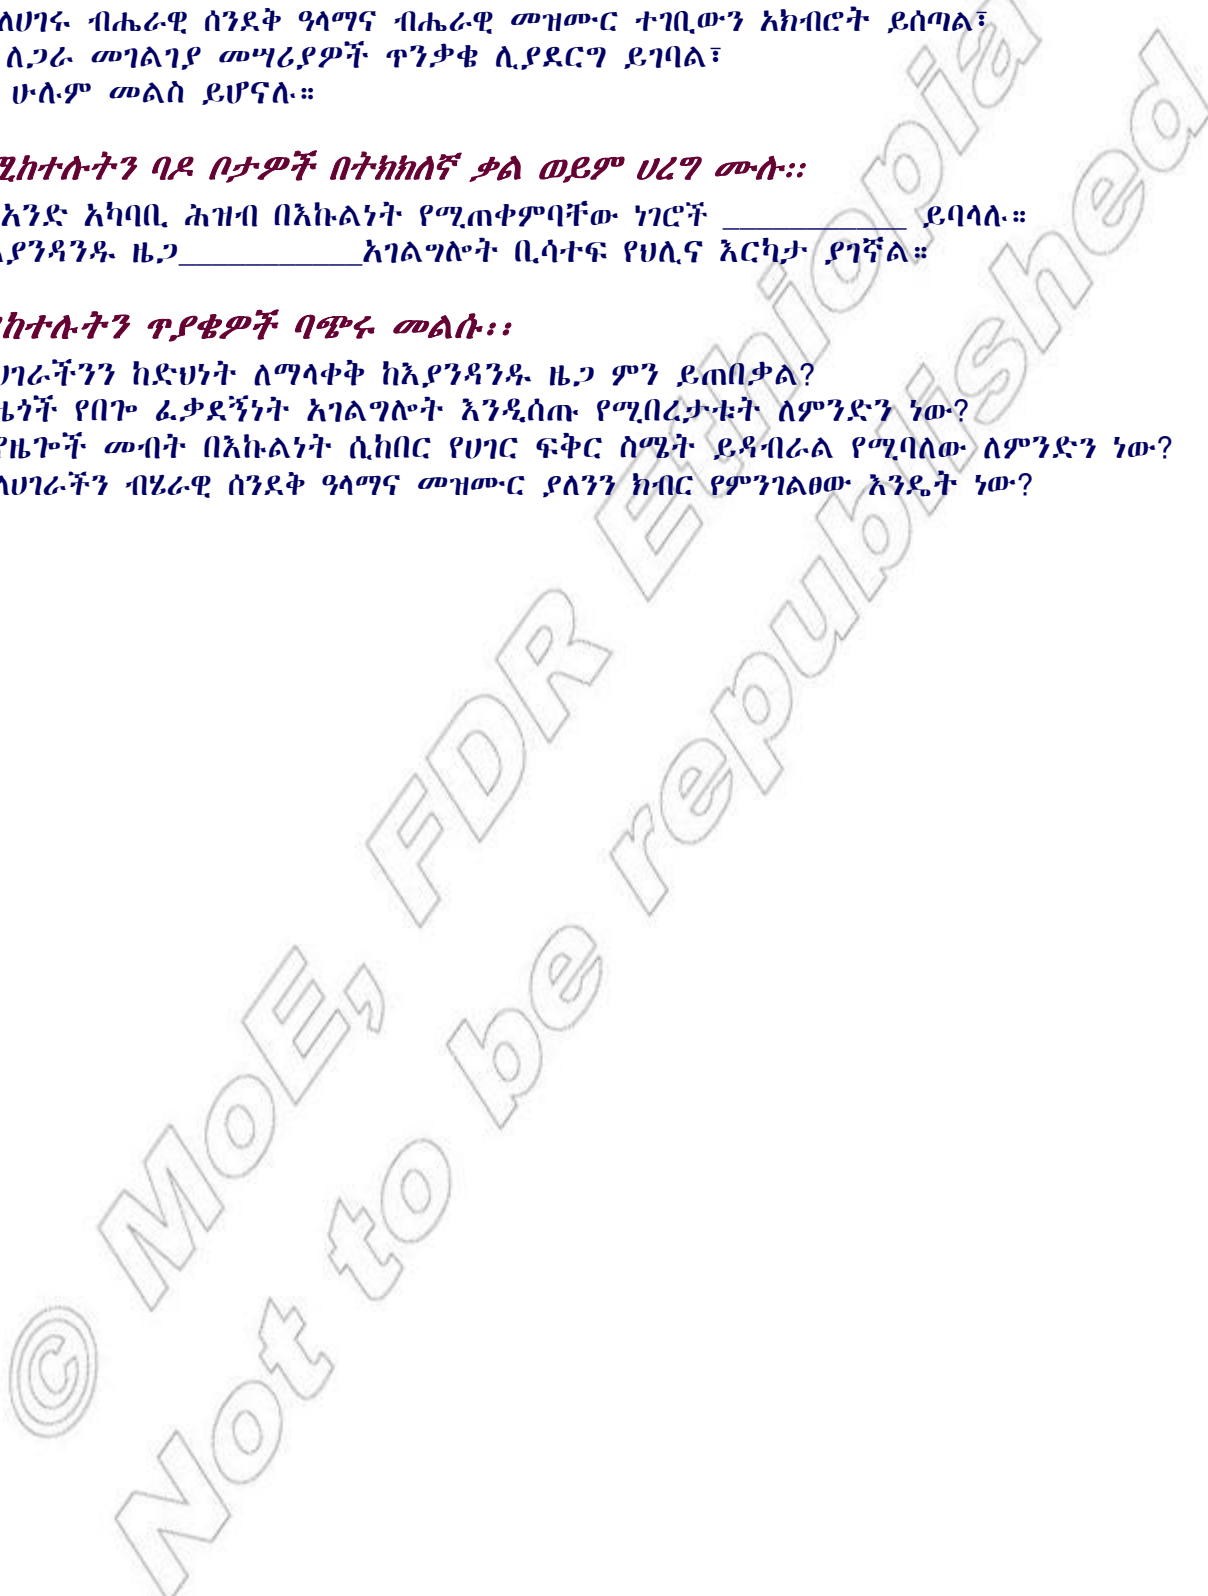 ለሀገሩ ብሔራዊ ሰንደቅ ዓላማና ብሔራዊ መዝሙር ተገቢውን አክብሮት ይሰጣል፣
ለጋራ መገልገያ መሣሪያዎች ጥንቃቄ ሊያደርግ ይገባል፣
ሁሉም መልስ ይሆናሉ።
ሚከተሉትን ባዶ ቦታዎች በትክክለኛ ቃል ወይም ሀረግ ሙሉ::
አንድ አካባቢ ሕዝብ በእኩልነት የሚጠቀምባቸው ነገሮች ____________ ይባላሉ።
ያንዳንዱ ዜጋ____________አገልግሎት ቢሳተፍ የህሊና እርካታ ያገኛል።
ከተሉትን ጥያቄዎች ባጭሩ መልሱ፡፡
ሀገራችንን ከድህነት ለማላቀቅ ከእያንዳንዱ ዜጋ ምን ይጠበቃል?
ዜጎች የበጐ ፈቃደኝነት አገልግሎት እንዲሰጡ የሚበረታቱት ለምንድን ነው?
የዜጐች መብት በእኩልነት ሲከበር የሀገር ፍቅር ስሜት ይዳብራል የሚባለው ለምንድን ነው?
ለሀገራችን ብሄራዊ ሰንደቅ ዓላማና መዝሙር ያለንን ክብር የምንገልፀው እንዴት ነው?
© MoE, FDR Ethiopia
Not to be republished